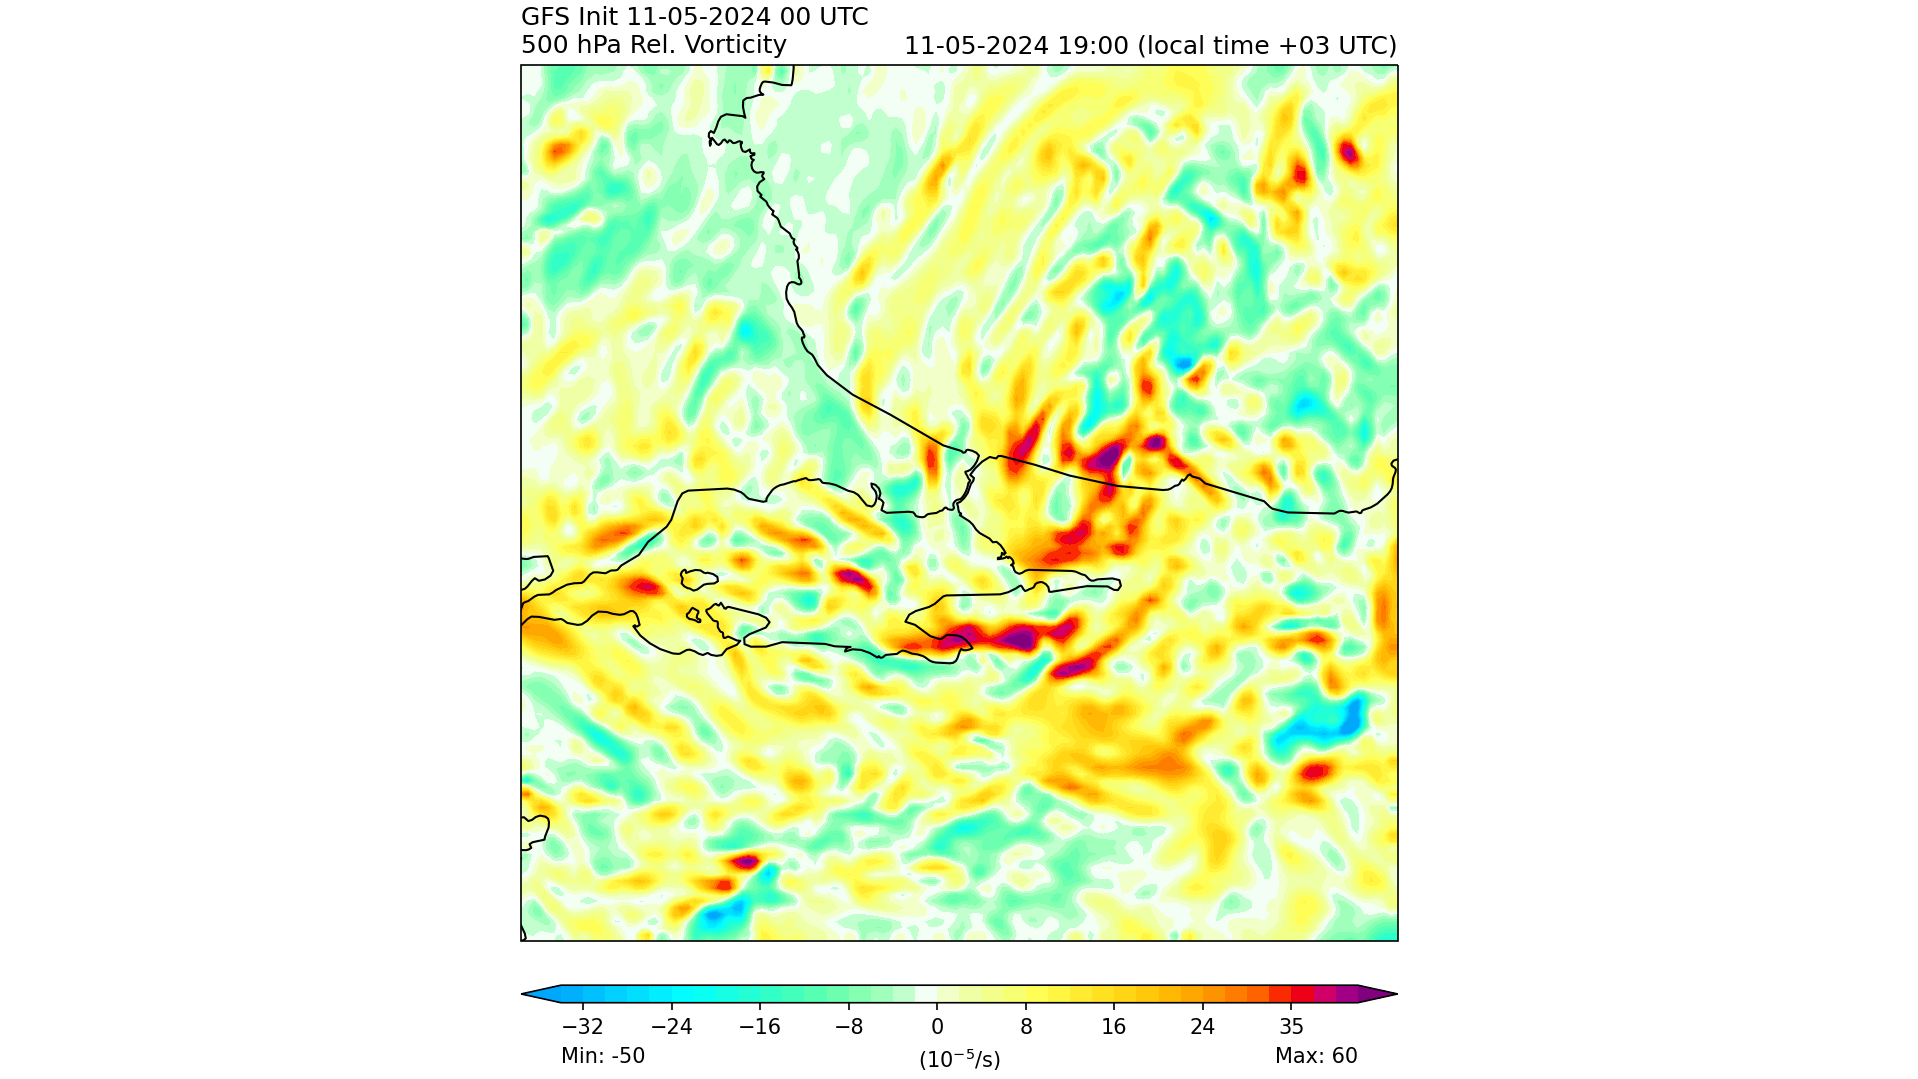 GFS Init 11-05-2024 00 UTC
500 hPa Rel. Vorticity 11-05-2024 19:00 (local time +03 UTC)
−32 −24 −16 −8 0 8 16 24 35
Min: -50 (10⁻⁵/s) Max: 60